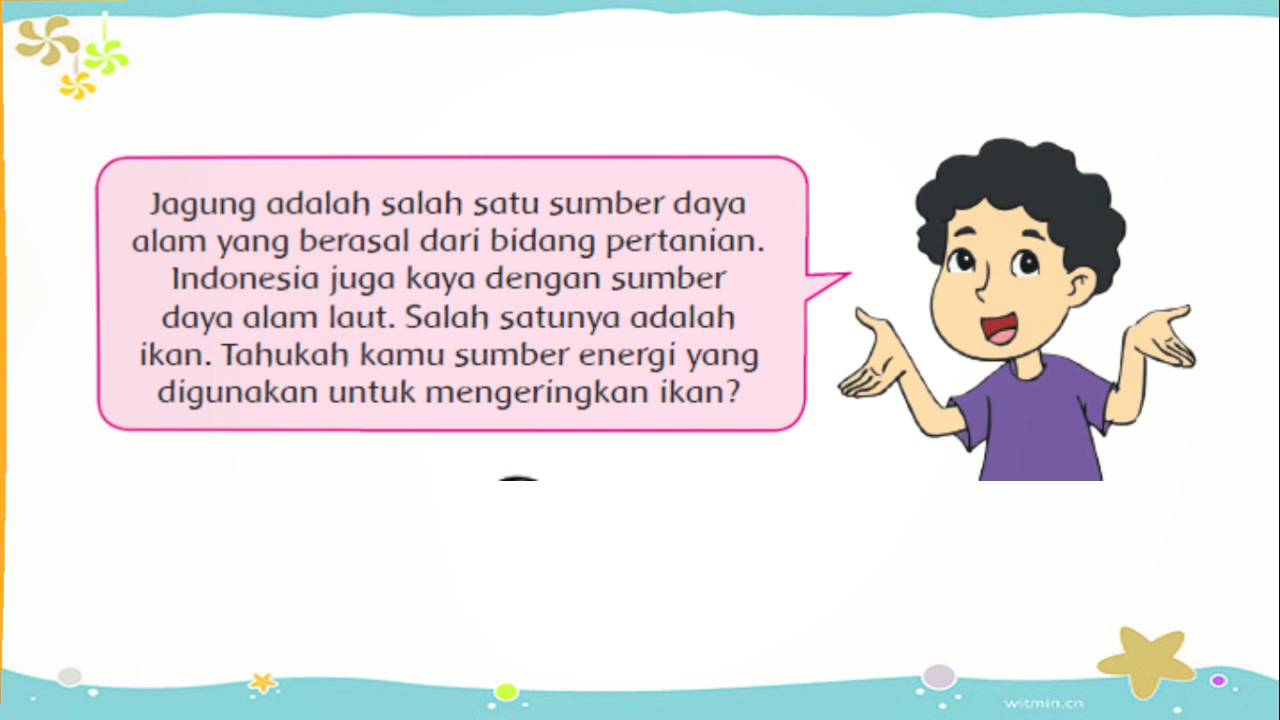 Jagung adalah salah satu sumber daya
alam yang berasal dari bidang pertanian.
Indonesia juga kaya dengan sumber
daya alam laut. Salah satunya adalah
ikan. Tahukah kamu sumber energi yang
digunakan untuk mengeringkan ikan?
witmin.cn